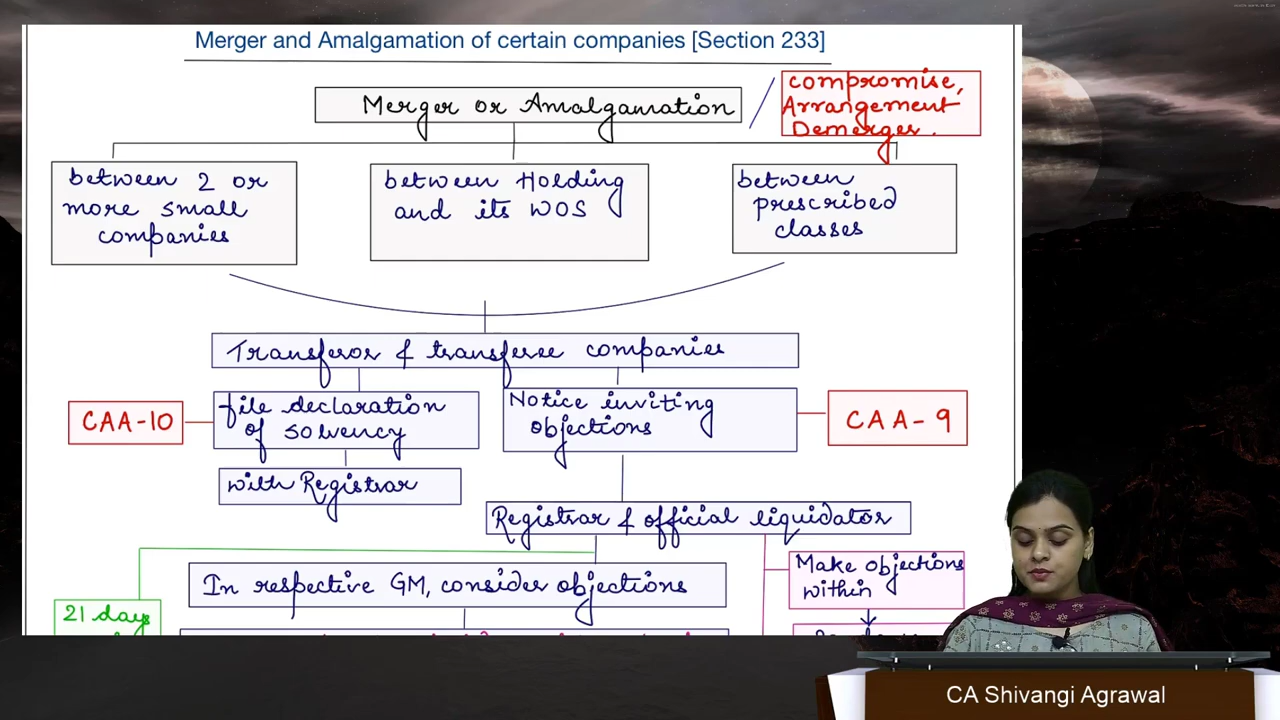 Merger and Amalgamation of certain companies [Section 233]
Merger or Amalgamation
compromise,
Arrangement
Demerges.
between 2 or
more small
companies
between Holding
and its WOS
between
prescribed
classes
Transferor & transferee companies
CAA-10
file declaration
of solvency
Notice inviting
objections
CAA-9
with Registrar
Registrar & official liquidator
In respective GM, consider objections
Make objections
within
21 days
CA Shivangi Agrawal